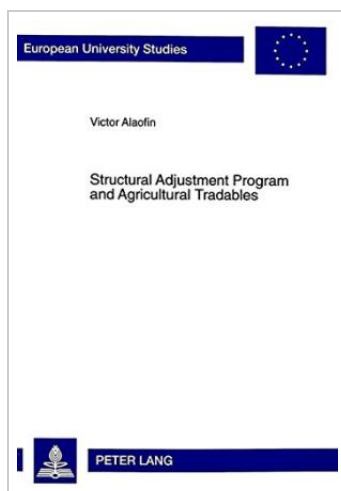 European University Studies
Victor Alaofin
Structural Adjustment Program
and Agricultural Tradables
PETER LANG